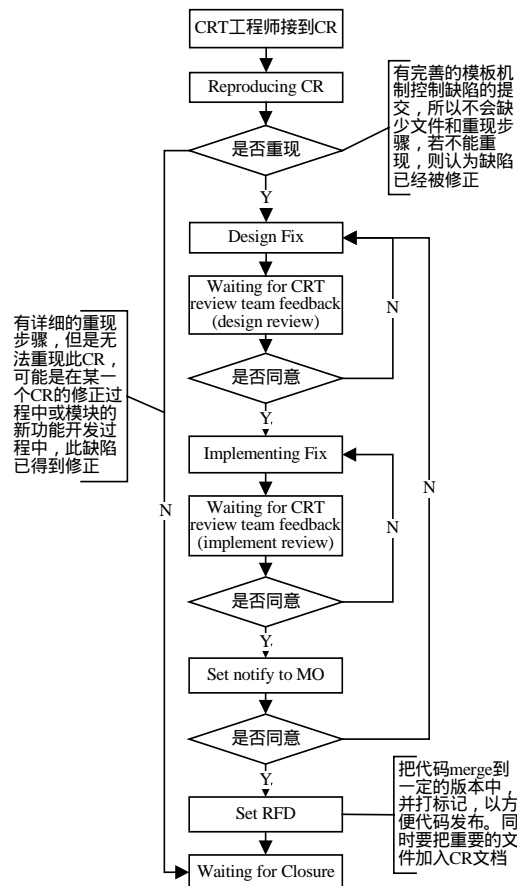 CRT工程师接到CR
Reproducing CR
是否重现
有完善的模板机
制控制缺陷的提
交，所以不会缺
少文件和重现步
骤，若不能重
现，则认为缺陷
已经被修正
Y
Design Fix
Waiting for CRT
review team feedback
(design review)
N
是否同意
有详细的重现
步骤，但是无
法重现此CR，
可能是在某一
个CR的修正过
程中或模块的
新功能开发过
程中，此缺陷
已得到修正
Y
Implementing Fix
N
N
Waiting for CRT
review team feedback
(implement review)
N
是否同意
Y
Set notify to MO
是否同意
Y
Set RFD
把代码merge到
一定的版本中，
并打标记，以方
便代码发布。同
时要把重要的文
件加入CR文档
Waiting for Closure